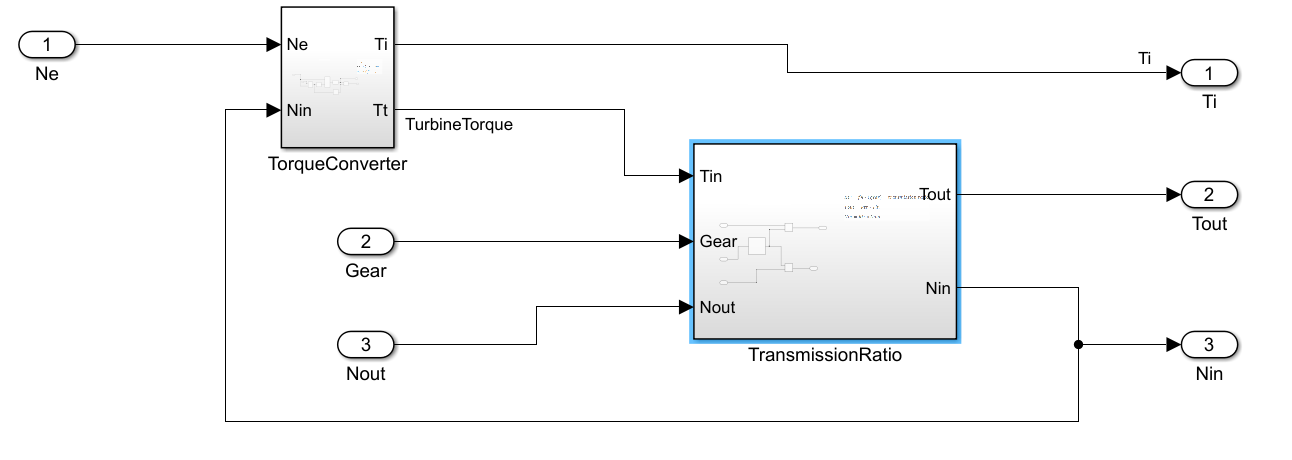 1
Ne
Ne
Ti
Nin
Tt
TorqueConverter
TurbineTorque
Ti
1
Ti
2
Gear
3
Nout
Tin
Gear
Nout
Tout
Nin
TransmissionRatio
2
Tout
3
Nin